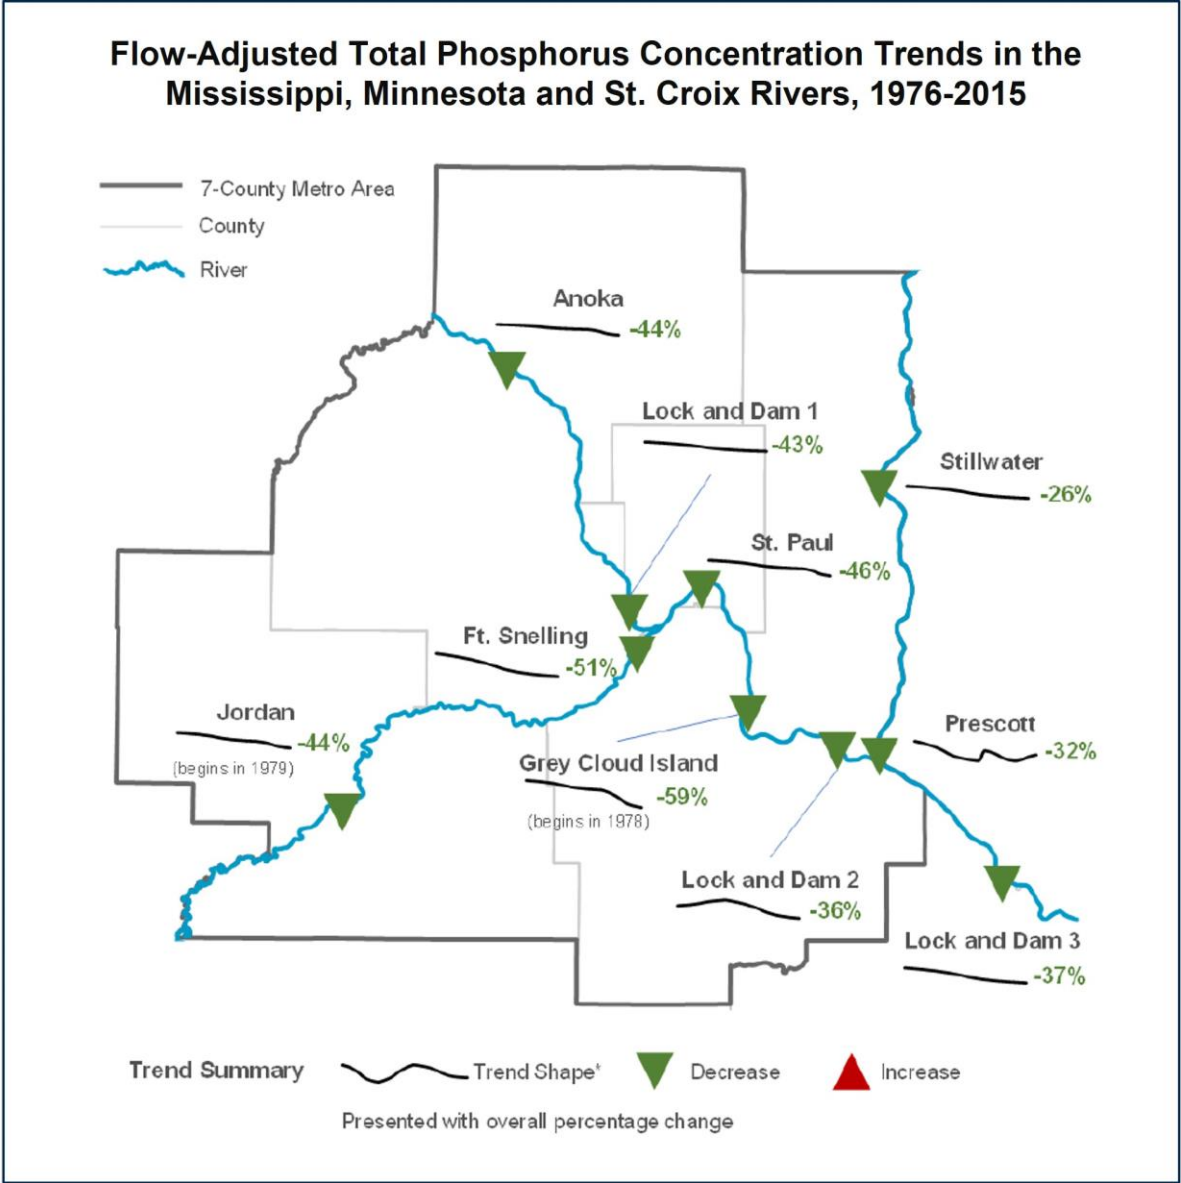 Flow-Adjusted Total Phosphorus Concentration Trends in the
Mississippi, Minnesota and St. Croix Rivers, 1976-2015
7-County Metro Area
County
River
Anoka
-44%
Lock and Dam 1
-43%
Stillwater
-26%
St. Paul
-46%
Ft. Snelling
-51%
Jordan
-44%
(begins in 1979)
Prescott
-32%
Grey Cloud Island
-59%
(begins in 1978)
Lock and Dam 2
-36%
Lock and Dam 3
-37%
Trend Summary
Trend Shape*
Decrease
Increase
Presented with overall percentage change